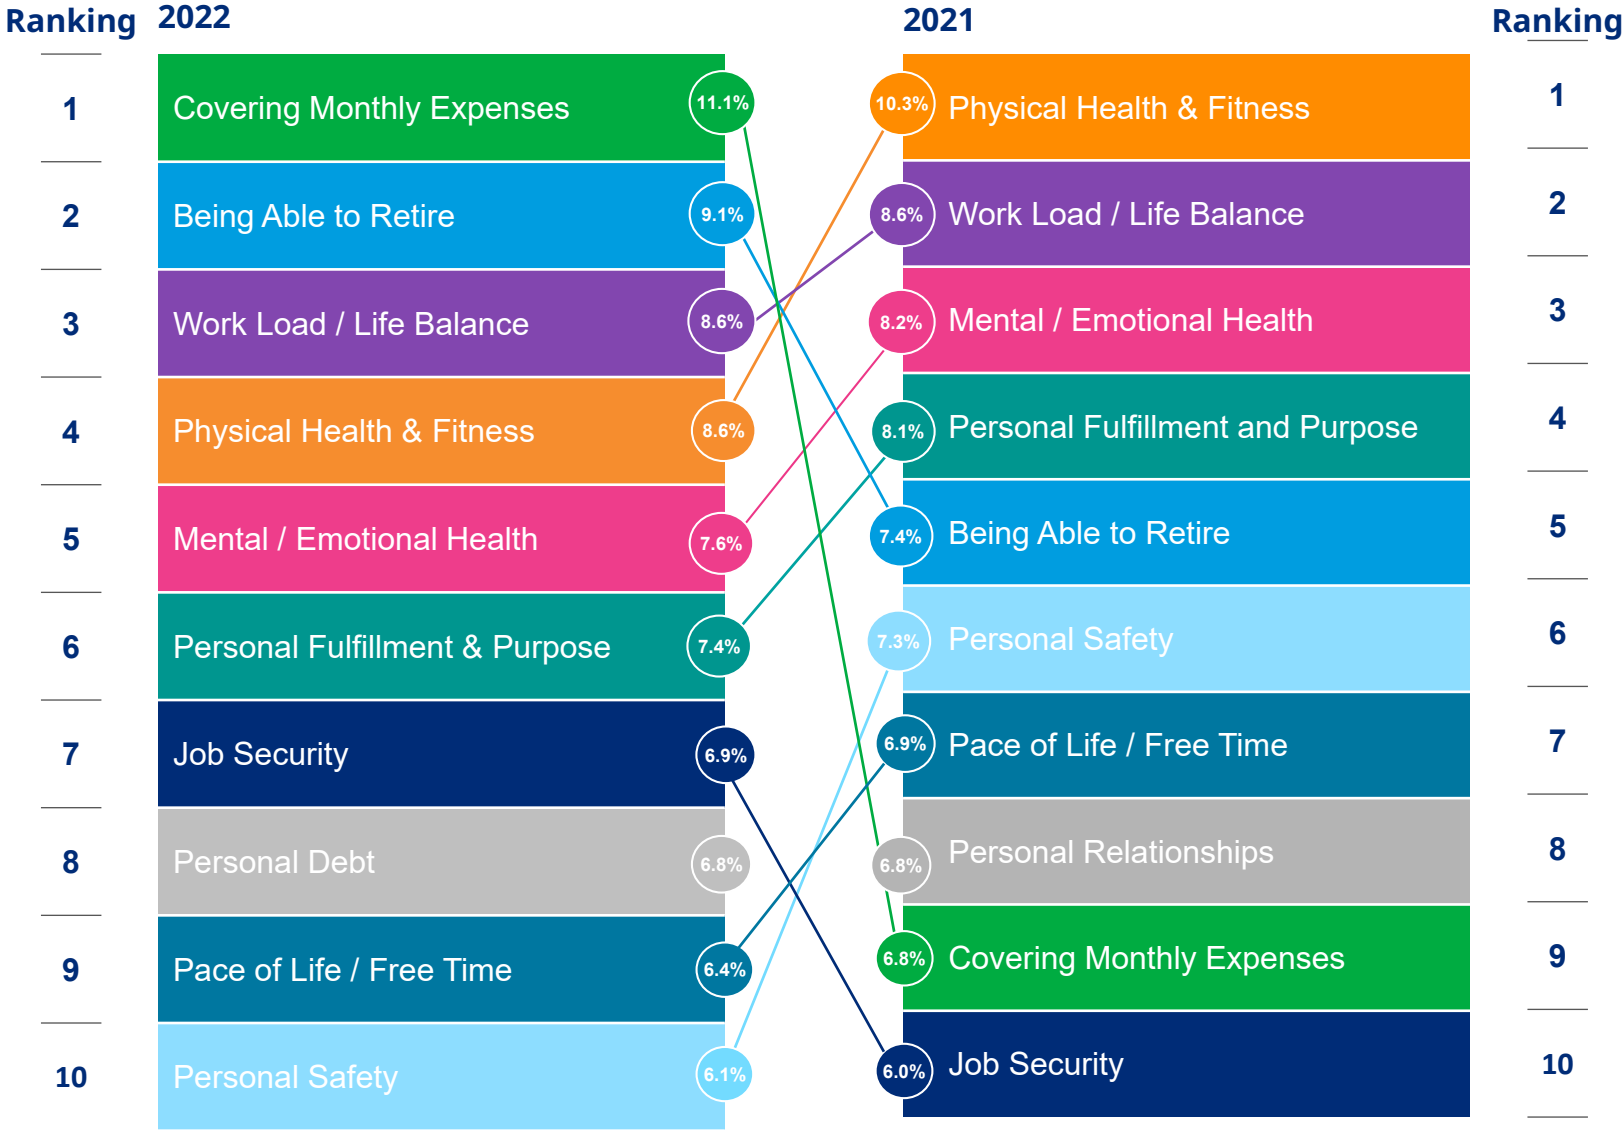 Ranking 2022 2021 Ranking
1 Covering Monthly Expenses 11.1% 10.3% Physical Health & Fitness 1
2 Being Able to Retire 9.1% 8.6% Work Load / Life Balance 2
3 Work Load / Life Balance 8.6% 8.2% Mental / Emotional Health 3
4 Physical Health & Fitness 8.6% 8.1% Personal Fulfillment and Purpose 4
5 Mental / Emotional Health 7.6% 7.4% Being Able to Retire 5
6 Personal Fulfillment & Purpose 7.4% 7.3% Personal Safety 6
7 Job Security 6.9% 6.9% Pace of Life / Free Time 7
8 Personal Debt 6.8% 6.8% Personal Relationships 8
9 Pace of Life / Free Time 6.4% 6.8% Covering Monthly Expenses 9
10 Personal Safety 6.1% 6.0% Job Security 10